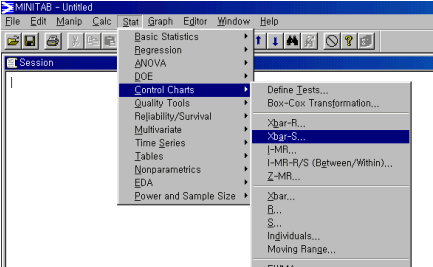 MINITAB - Untitled
File Edit Manip Calc Stat Graph Editor Window Help
Session
Basic Statistics
Regression
ANOVA
DOE
Control Charts
Quality Tools
Reliability/Survival
Multivariate
Time Series
Tables
Nonparametrics
EDA
Power and Sample Size
Define Tests...
Box-Cox Transformation...
Xbar-R...
Xbar-S...
I-MR...
I-MR-R/S (Between/Within)...
Z-MR...
Xbar...
R...
S...
Individuals...
Moving Range...